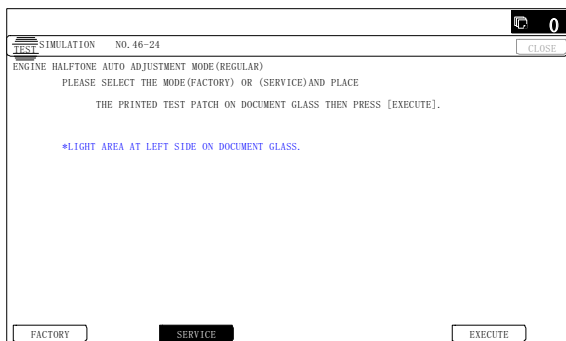 0
TEST SIMULATION NO.46-24
CLOSE
ENGINE HALFTONE AUTO ADJUSTMENT MODE(REGULAR)
PLEASE SELECT THE MODE(FACTORY) OR (SERVICE)AND PLACE
THE PRINTED TEST PATCH ON DOCUMENT GLASS THEN PRESS [EXECUTE].
*LIGHT AREA AT LEFT SIDE ON DOCUMENT GLASS.
FACTORY SERVICE EXECUTE